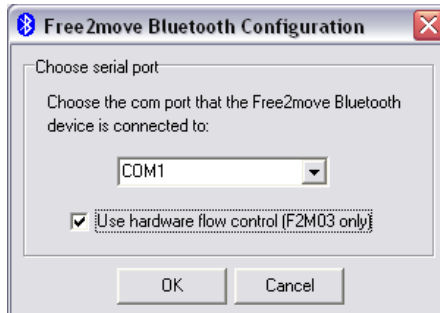 Free2move Bluetooth Configuration
Choose serial port
Choose the com port that the Free2move Bluetooth
device is connected to:
COM1
Use hardware flow control (F2M03 only)
OK
Cancel